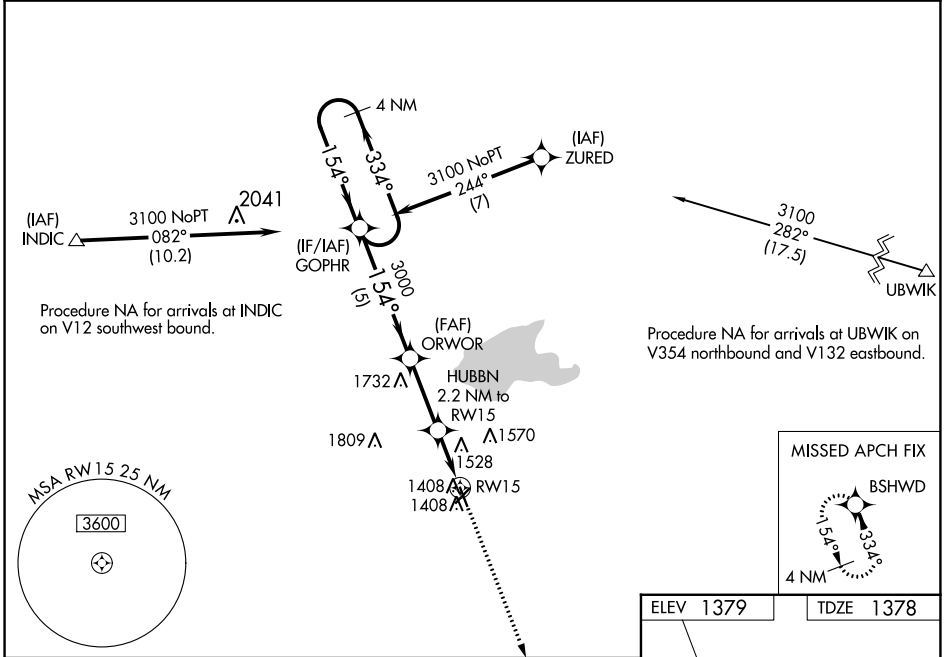 4 NM
154°
334°
(IAF)
ZURED
3100 NoPT
244°
(7)
2041
(IAF)
INDIC
3100 NoPT
082°
(10.2)
(IF/IAF)
GOPHR
3000
154°
(5)
3100
282°
(17.5)
UBWIK
Procedure NA for arrivals at INDIC
on V12 southwest bound.
Procedure NA for arrivals at UBWIK on
V354 northbound and V132 eastbound.
(FAF)
ORWOR
1732
HUBBN
2.2 NM to
RW15
1809
1570
1528
1408
RW15
1408
MSA RW15 25 NM
3600
MISSED APCH FIX
BSHWD
154°
334°
4 NM
ELEV 1379
TDZE 1378